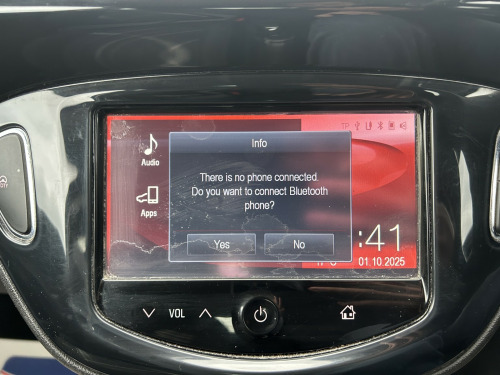 TP
Info
Audio
There is no phone connected.
Do you want to connect Bluetooth
phone?
Apps
Yes
No
:41
01.10.2025
VOL